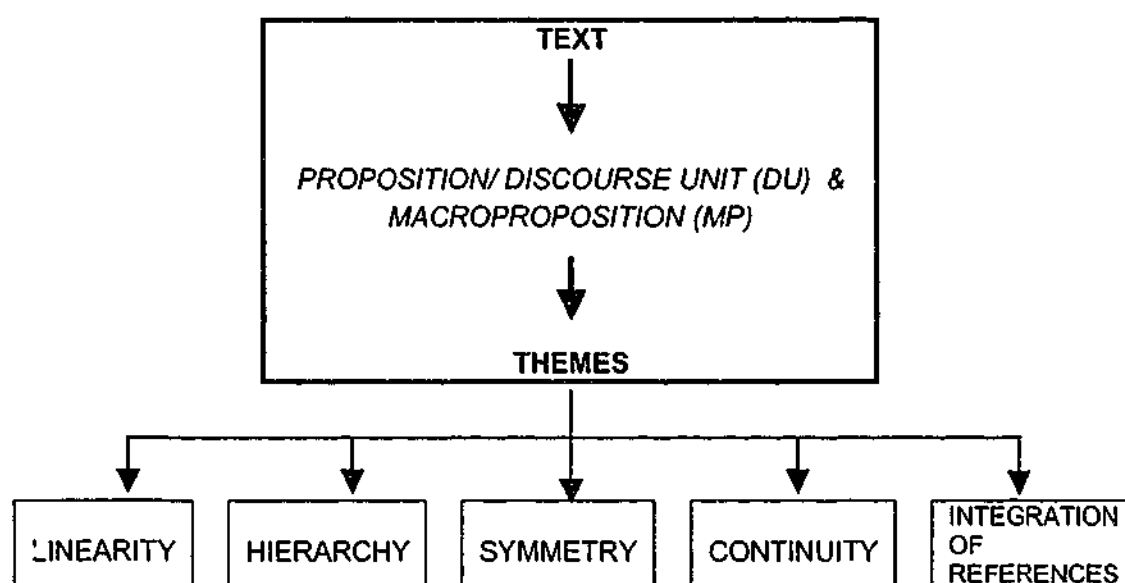 TEXT
PROPOSITION/ DISCOURSE UNIT (DU) &
MACROPROPOSITION (MP)
THEMES
LINEARITY
HIERARCHY
SYMMETRY
CONTINUITY
INTEGRATION
OF
REFERENCES